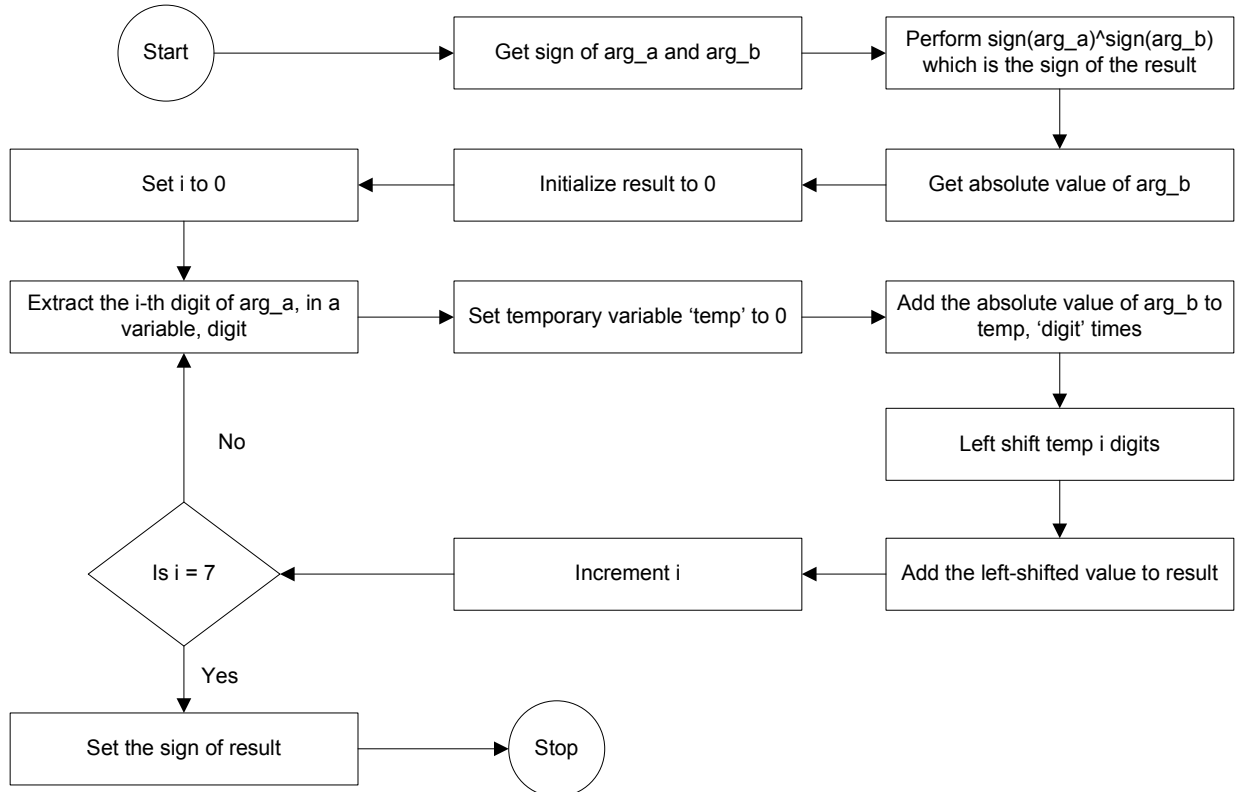 Start
Get sign of arg_a and arg_b
Perform sign(arg_a)^sign(arg_b)
which is the sign of the result
Set i to 0
Initialize result to 0
Get absolute value of arg_b
Extract the i-th digit of arg_a, in a
variable, digit
Set temporary variable ‘temp’ to 0
Add the absolute value of arg_b to
temp, ‘digit’ times
No
Left shift temp i digits
Is i = 7
Increment i
Add the left-shifted value to result
Yes
Set the sign of result
Stop